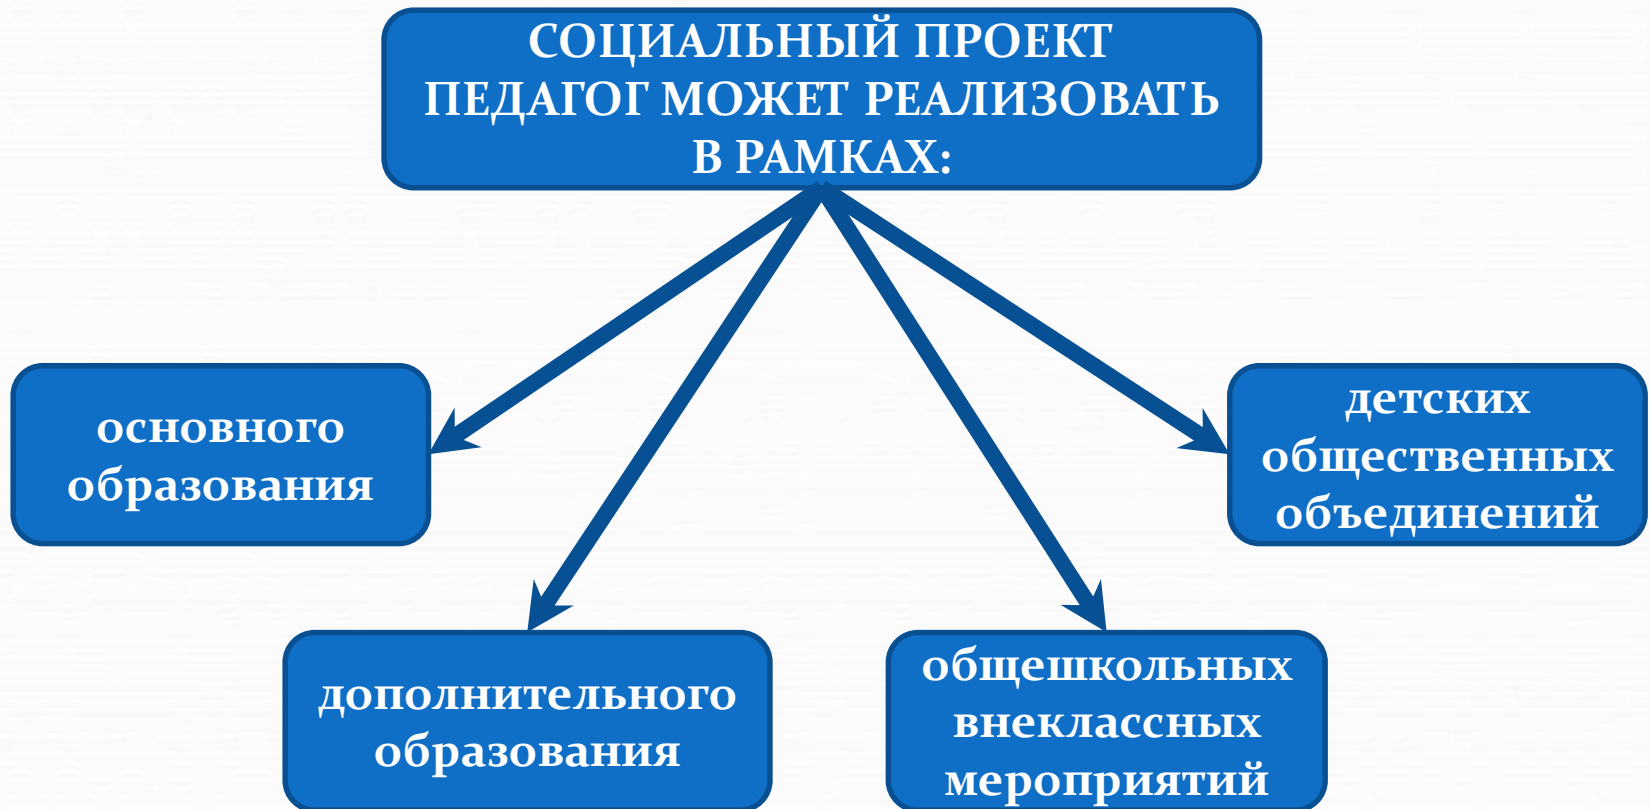 СОЦИАЛЬНЫЙ ПРОЕКТ
ПЕДАГОГ МОЖЕТ РЕАЛИЗОВАТЬ
В РАМКАХ:
основного
образования
дополнительного
образования
общешкольных
внеклассных
мероприятий
детских
общественных
объединений